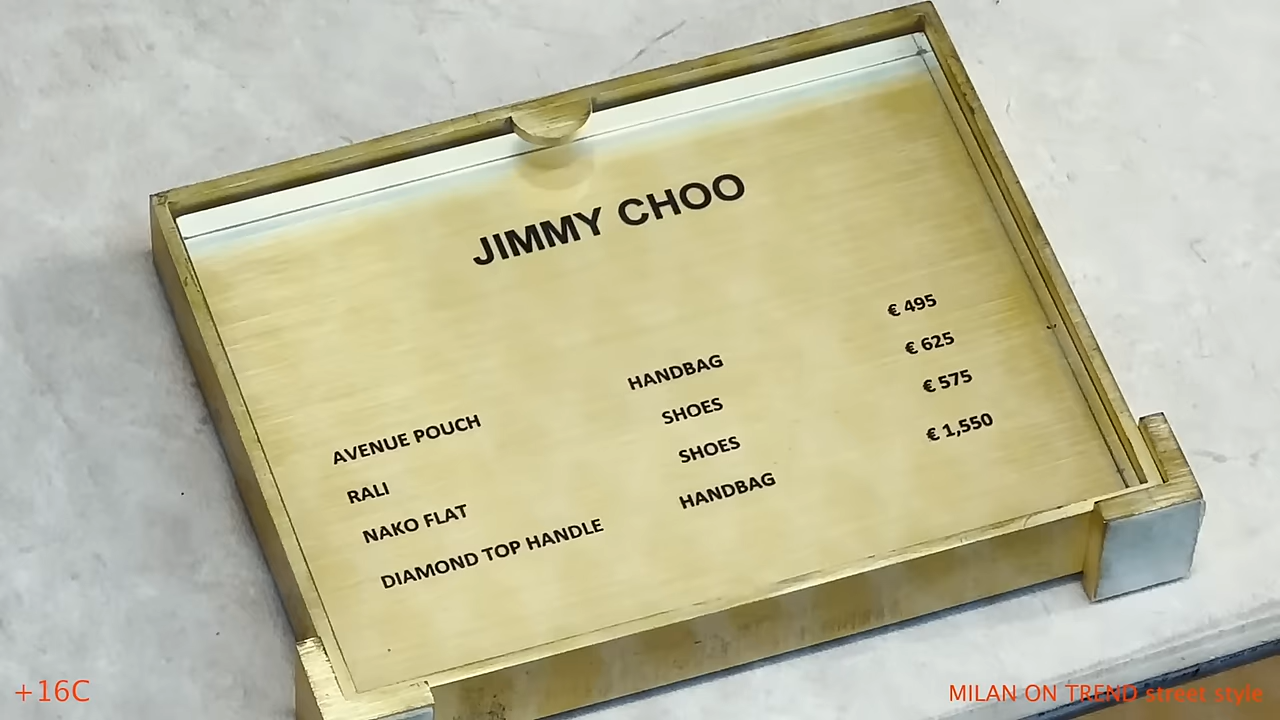 JIMMY CHOO
AVENUE POUCH HANDBAG € 495
RALI SHOES € 625
NAKO FLAT SHOES € 575
DIAMOND TOP HANDLE HANDBAG € 1,550
+16C
MILAN ON TREND street style